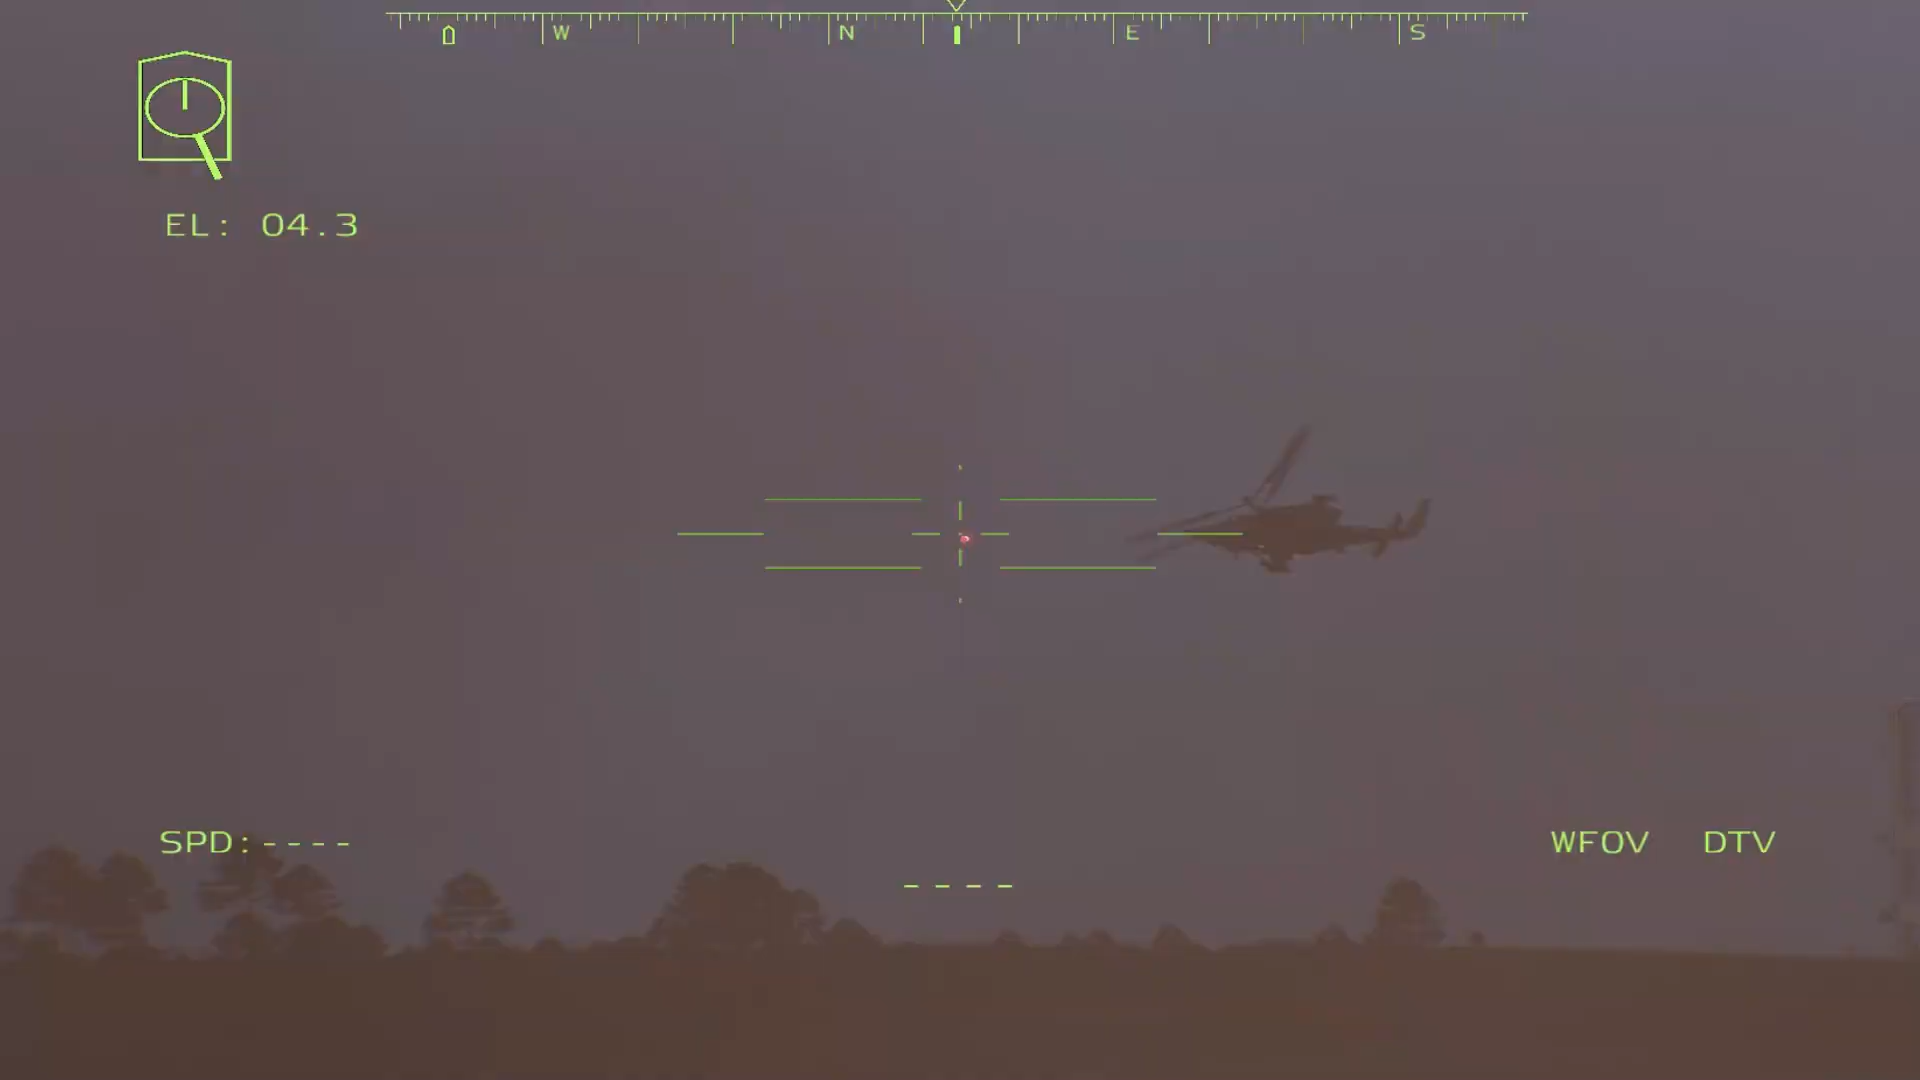 W N E S
EL: 04.3
SPD:----
WFOV DTV
----